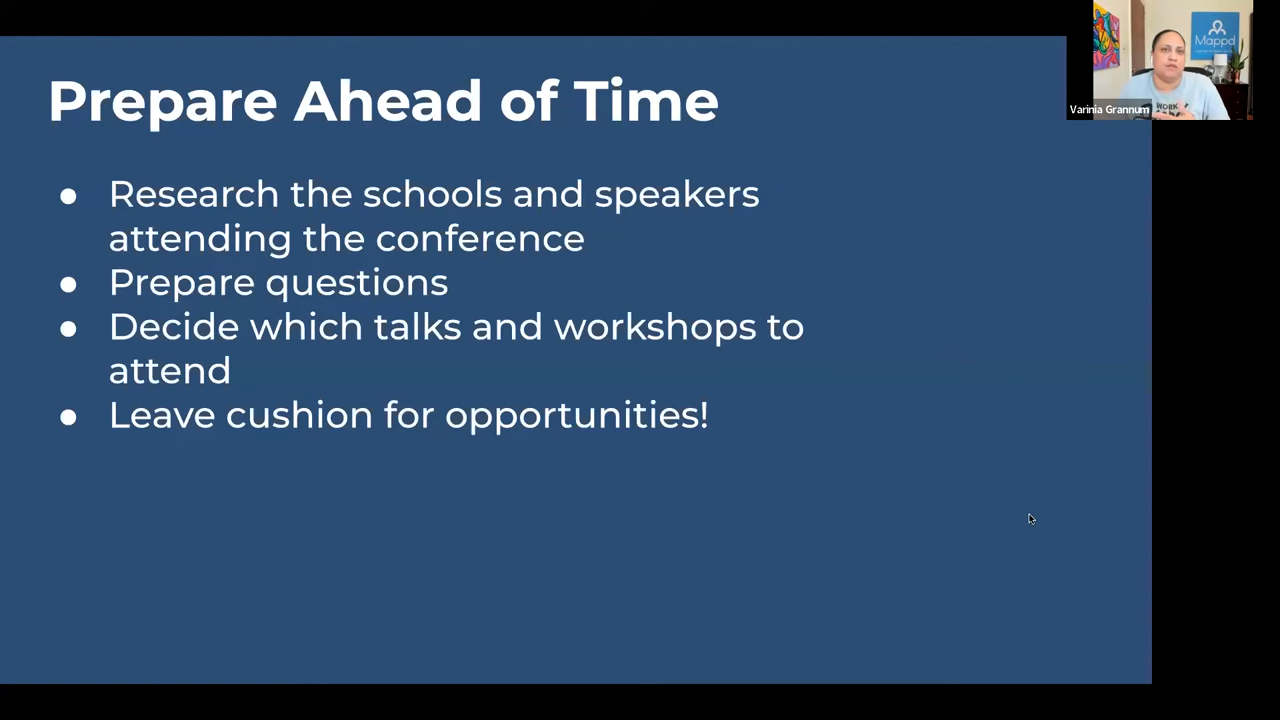 Prepare Ahead of Time
● Research the schools and speakers
attending the conference
● Prepare questions
● Decide which talks and workshops to
attend
● Leave cushion for opportunities!
Mappd
WORK
Varinia Grannum